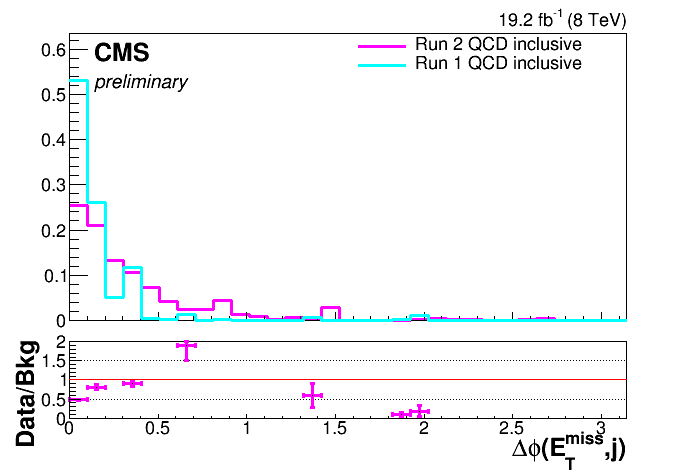 19.2 fb⁻¹ (8 TeV)
CMS
preliminary
Run 2 QCD inclusive
Run 1 QCD inclusive
0.6
0.5
0.4
0.3
0.2
0.1
0
Data/Bkg
2
1.5
1
0.5
0
0 0.5 1 1.5 2 2.5 3
Δϕ(E_T^miss,j)